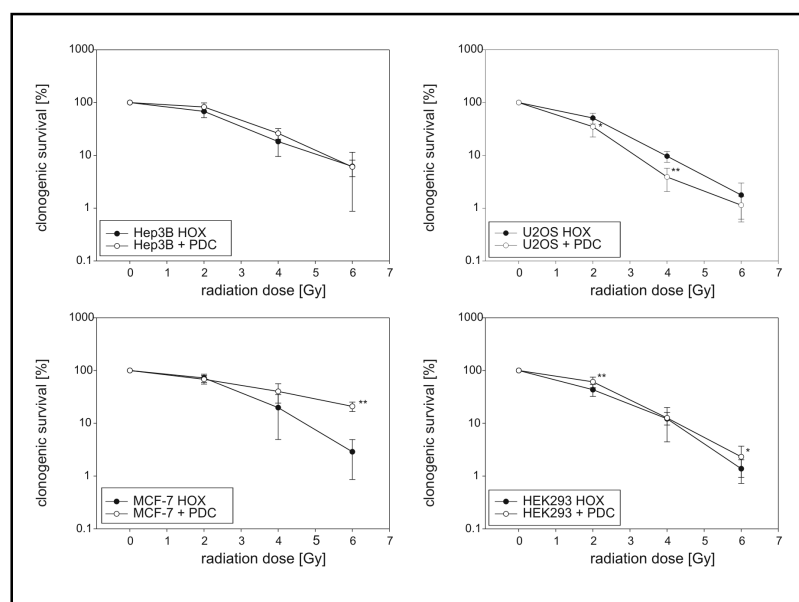 1000
100
10
1
0.1
clonogenic survival [%]
Hep3B HOX
Hep3B + PDC
0 1 2 3 4 5 6 7
radiation dose [Gy]
1000
100
10
1
0.1
clonogenic survival [%]
*
**
U2OS HOX
U2OS + PDC
0 1 2 3 4 5 6 7
radiation dose [Gy]
1000
100
10
1
0.1
clonogenic survival [%]
**
MCF-7 HOX
MCF-7 + PDC
0 1 2 3 4 5 6 7
radiation dose [Gy]
1000
100
10
1
0.1
clonogenic survival [%]
**
*
HEK293 HOX
HEK293 + PDC
0 1 2 3 4 5 6 7
radiation dose [Gy]